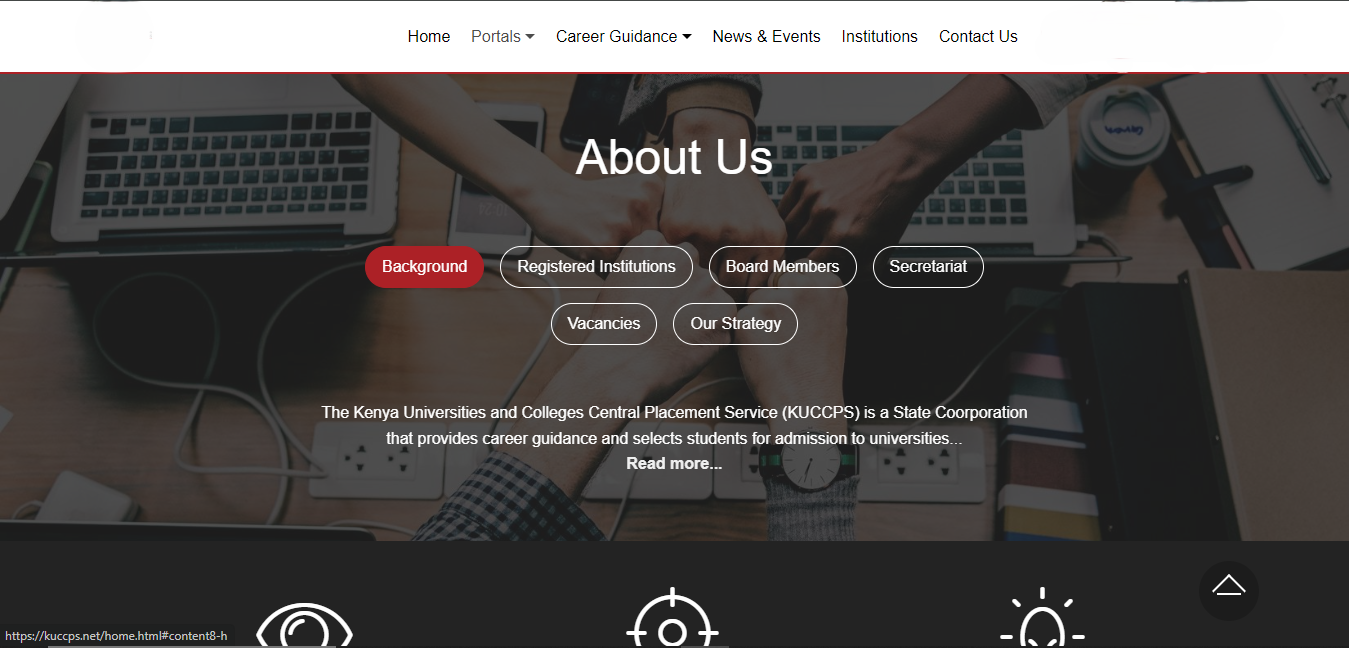 Home Portals Career Guidance News & Events Institutions Contact Us
About Us
Background Registered Institutions Board Members Secretariat
Vacancies Our Strategy
The Kenya Universities and Colleges Central Placement Service (KUCCPS) is a State Coorporation
that provides career guidance and selects students for admission to universities...
Read more...
https://kuccps.net/home.html#content8-h